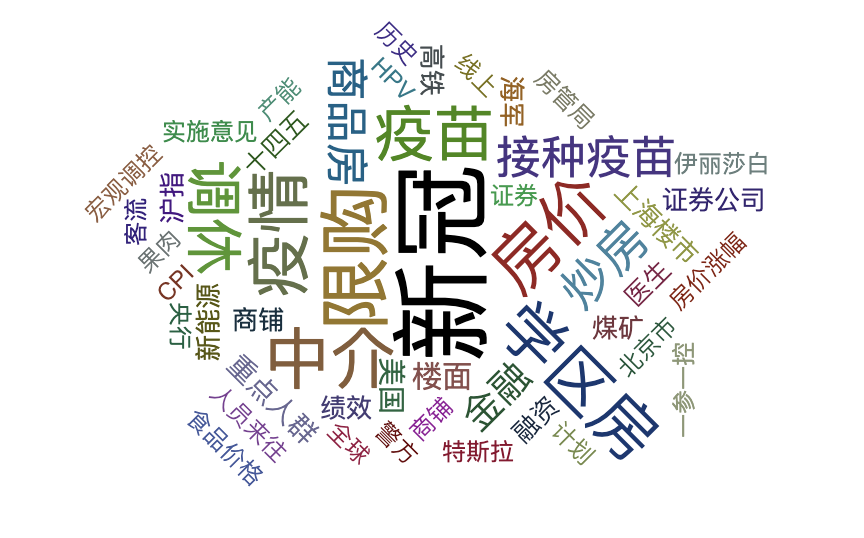 历史
高铁
HPV
线上
海军
房管局
商品房
疫苗
产能
实施意见
十四五
接种疫苗
伊丽莎白
宏观调控
沪指
客流
调休
疫情
限购
新冠
证券
房价
炒房
上海楼市
证券公司
果肉
CPI
医生
房价涨幅
央行
新能源
商铺
中介
学区房
煤矿
北京市
一参一控
美国
楼面
金融
重点人群
绩效
商铺
融资
人员来往
食品价格
全球
警方
特斯拉
计划